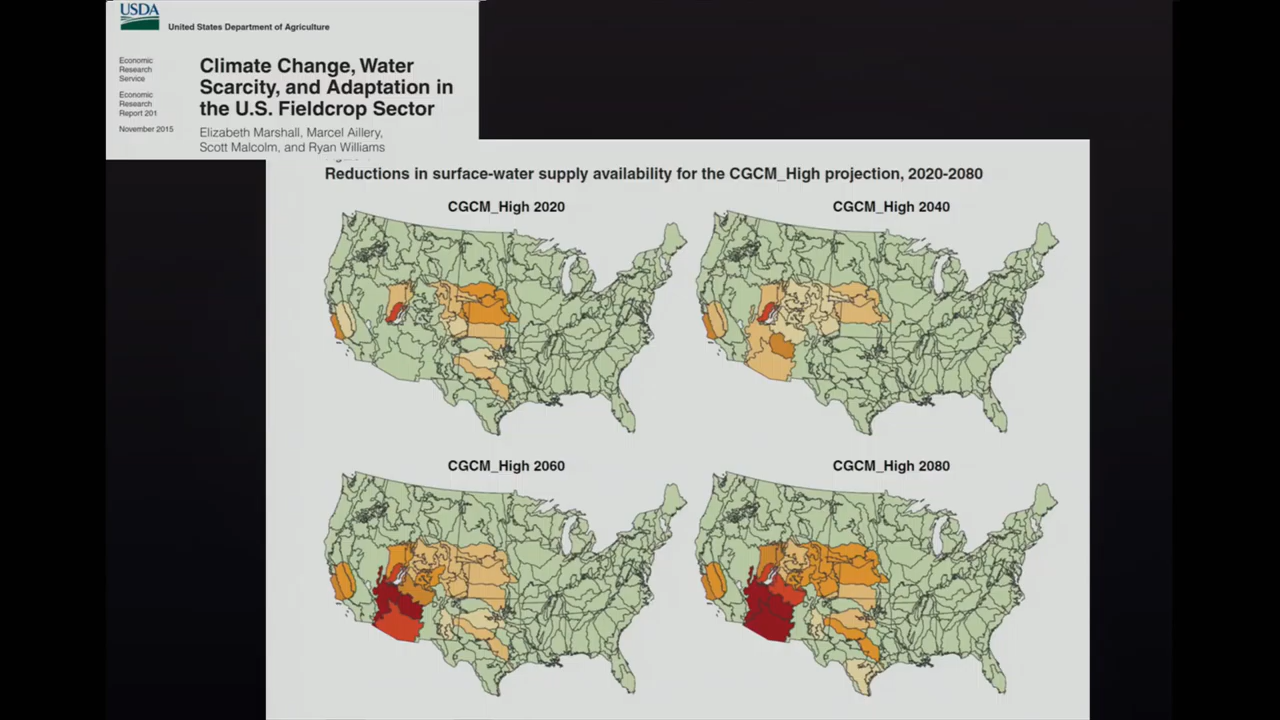 USDA
United States Department of Agriculture
Economic
Research
Service
Economic
Research
Report 201
November 2015
Climate Change, Water
Scarcity, and Adaptation in
the U.S. Fieldcrop Sector
Elizabeth Marshall, Marcel Aillery,
Scott Malcolm, and Ryan Williams
Reductions in surface-water supply availability for the CGCM_High projection, 2020-2080
CGCM_High 2020
CGCM_High 2040
CGCM_High 2060
CGCM_High 2080